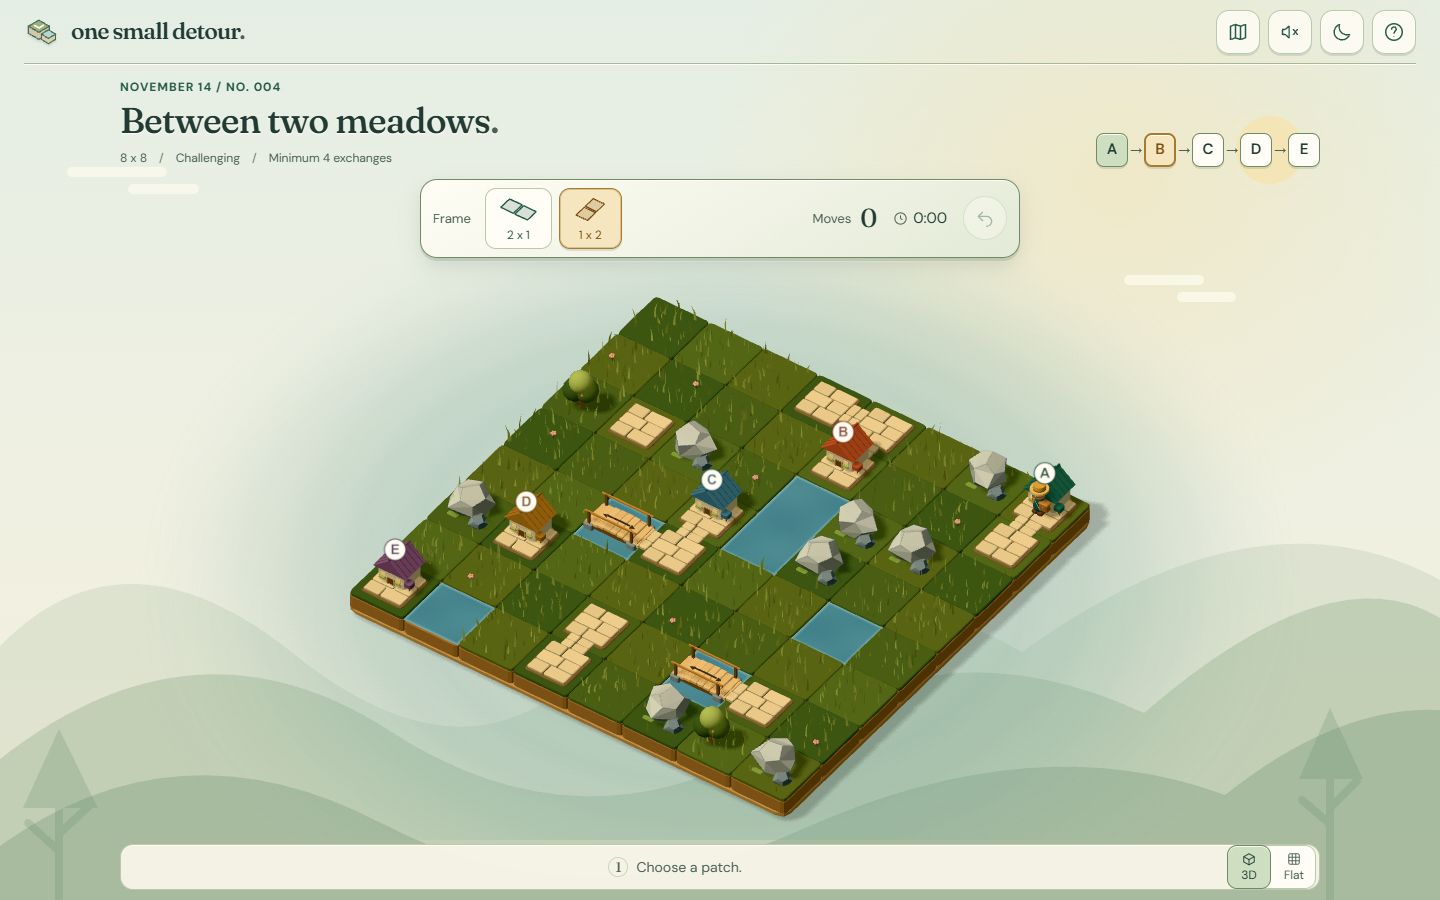 one small detour.
NOVEMBER 14 / NO. 004
Between two meadows.
8 x 8 / Challenging / Minimum 4 exchanges
A → B → C → D → E
Frame
2 x 1
1 x 2
Moves 0
0:00
B
A
C
D
E
1 Choose a patch.
3D
Flat